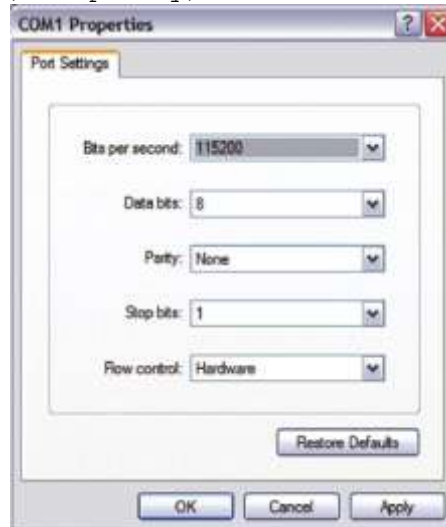 COM1 Properties
Port Settings
Bits per second: 115200
Data bits: 8
Parity: None
Stop bits: 1
Flow control: Hardware
Restore Defaults
OK Cancel Apply